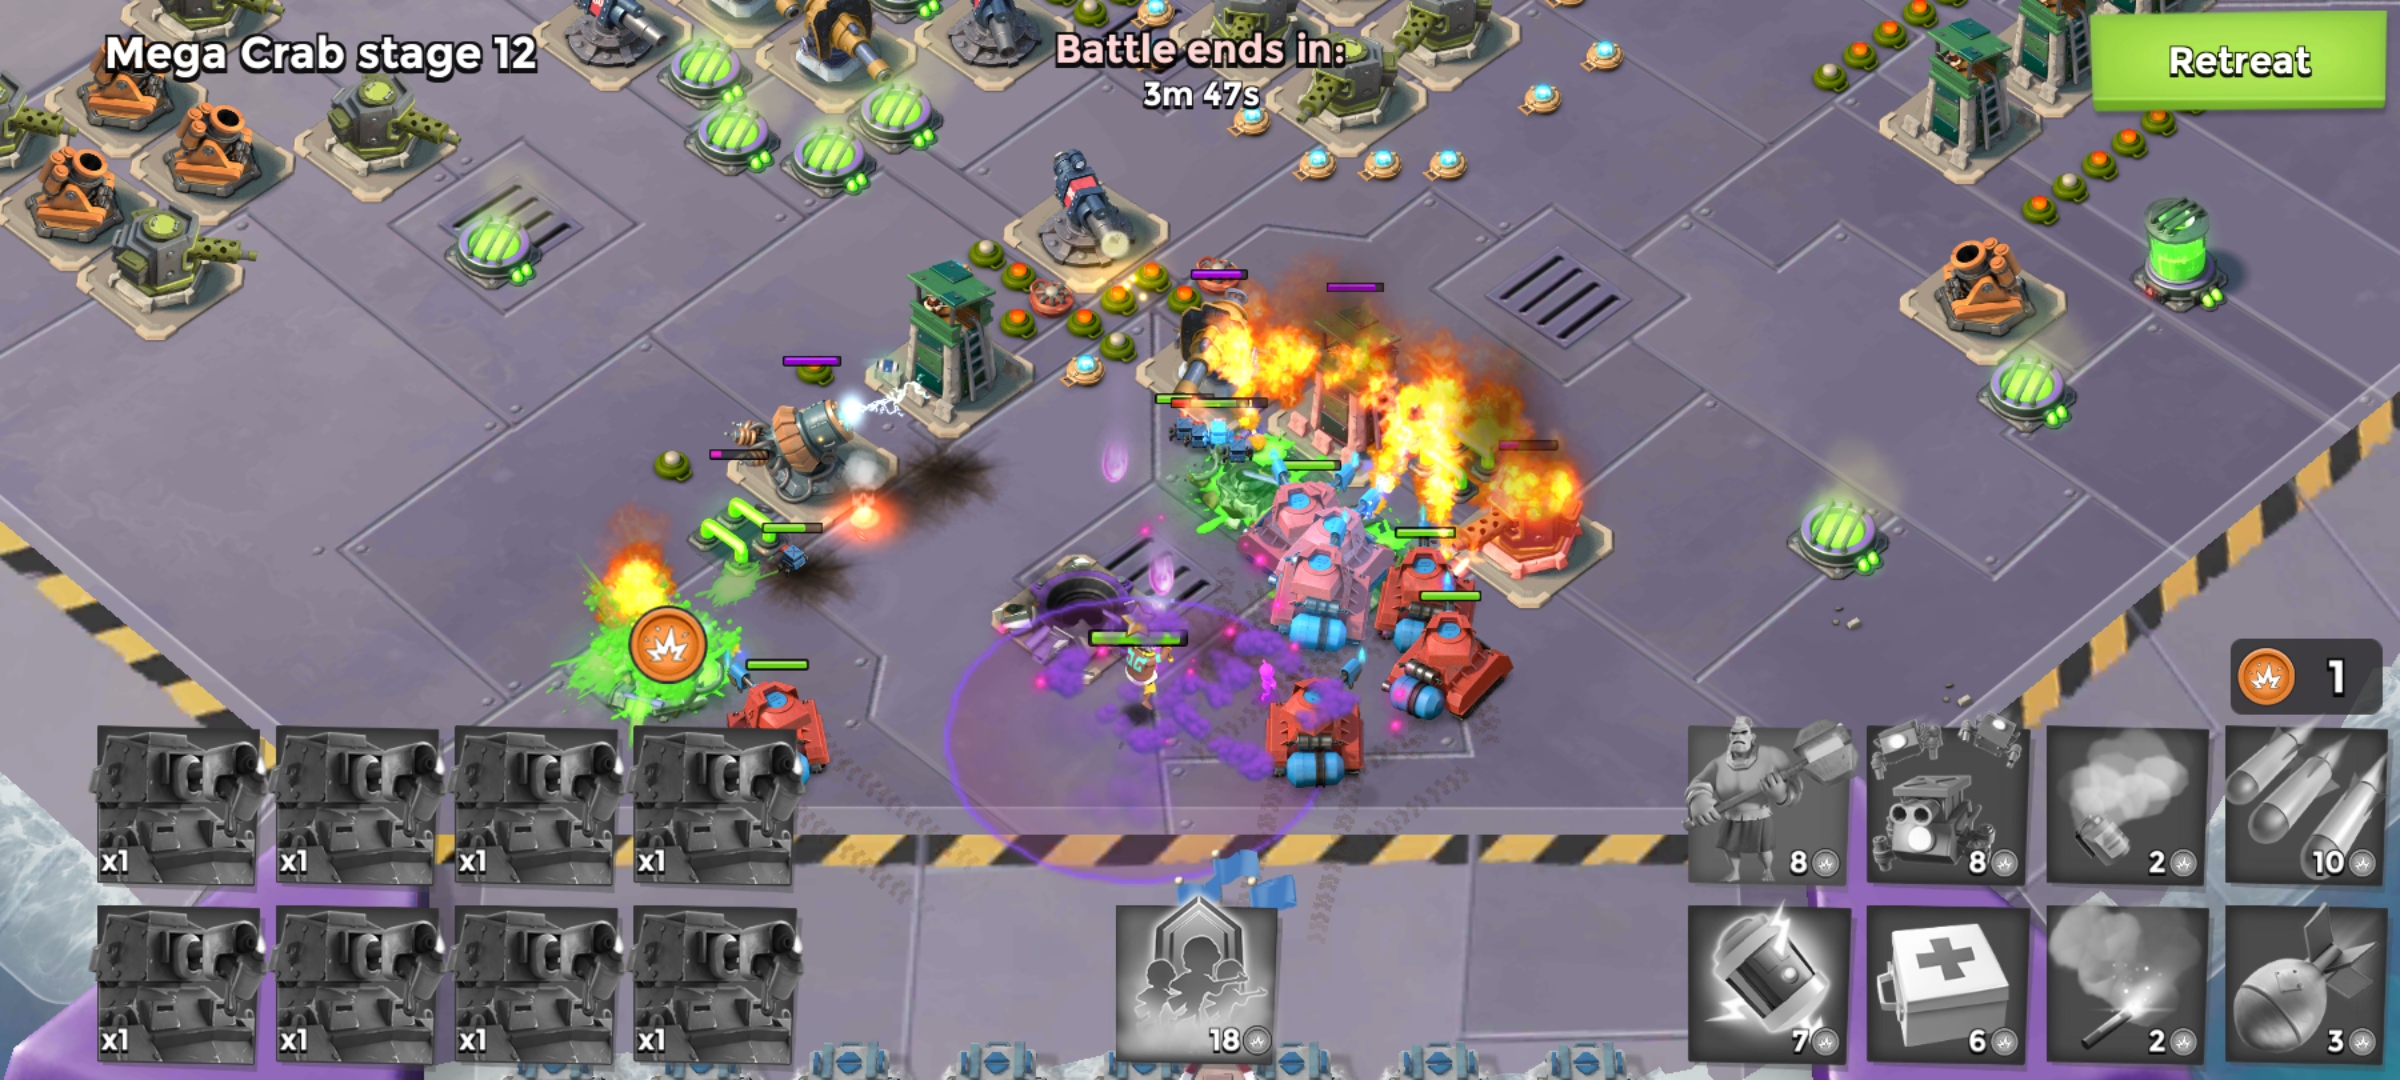 Mega Crab stage 12
Battle ends in:
3m 47s
Retreat
1
x1
x1
x1
x1
8
8
2
10
x1
x1
x1
x1
18
7
6
2
3